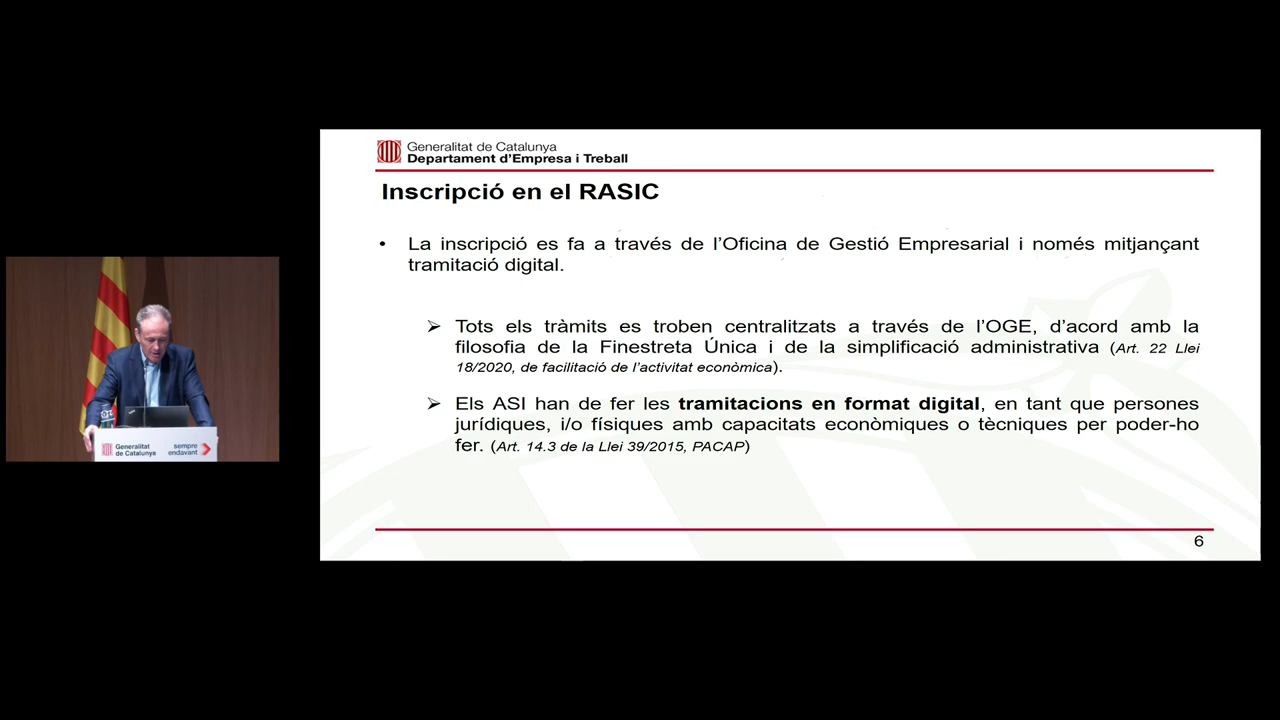 Generalitat de Catalunya
Departament d'Empresa i Treball
Inscripció en el RASIC
• La inscripció es fa a través de l'Oficina de Gestió Empresarial i només mitjançant
tramitació digital.
➢ Tots els tràmits es troben centralitzats a través de l'OGE, d'acord amb la
filosofia de la Finestreta Única i de la simplificació administrativa (Art. 22 Llei
18/2020, de facilitació de l'activitat econòmica).
➢ Els ASI han de fer les tramitacions en format digital, en tant que persones
jurídiques, i/o físiques amb capacitats econòmiques o tècniques per poder-ho
fer. (Art. 14.3 de la Llei 39/2015, PACAP)
6
Generalitat
de Catalunya
sempre
endavant